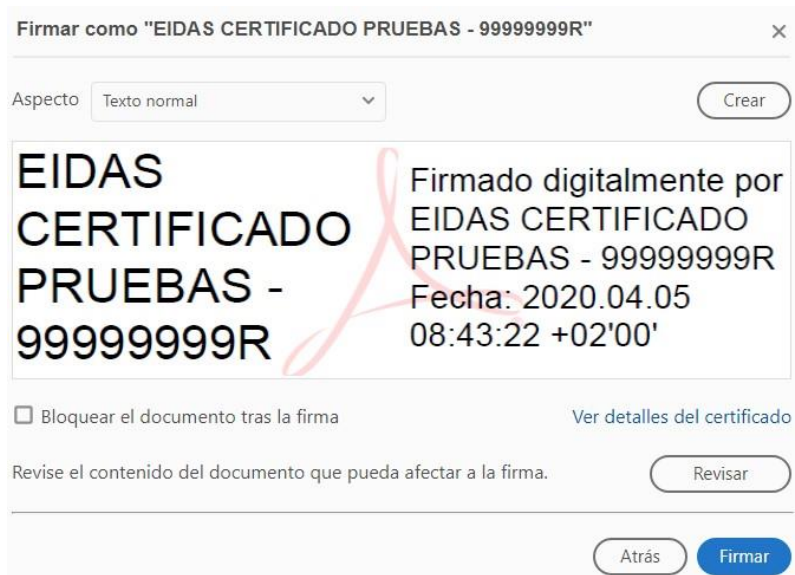 Firmar como "EIDAS CERTIFICADO PRUEBAS - 99999999R"
Aspecto Texto normal Crear
EIDAS
CERTIFICADO
PRUEBAS -
99999999R
Firmado digitalmente por
EIDAS CERTIFICADO
PRUEBAS - 99999999R
Fecha: 2020.04.05
08:43:22 +02'00'
Bloquear el documento tras la firma Ver detalles del certificado
Revise el contenido del documento que pueda afectar a la firma. Revisar
Atrás Firmar